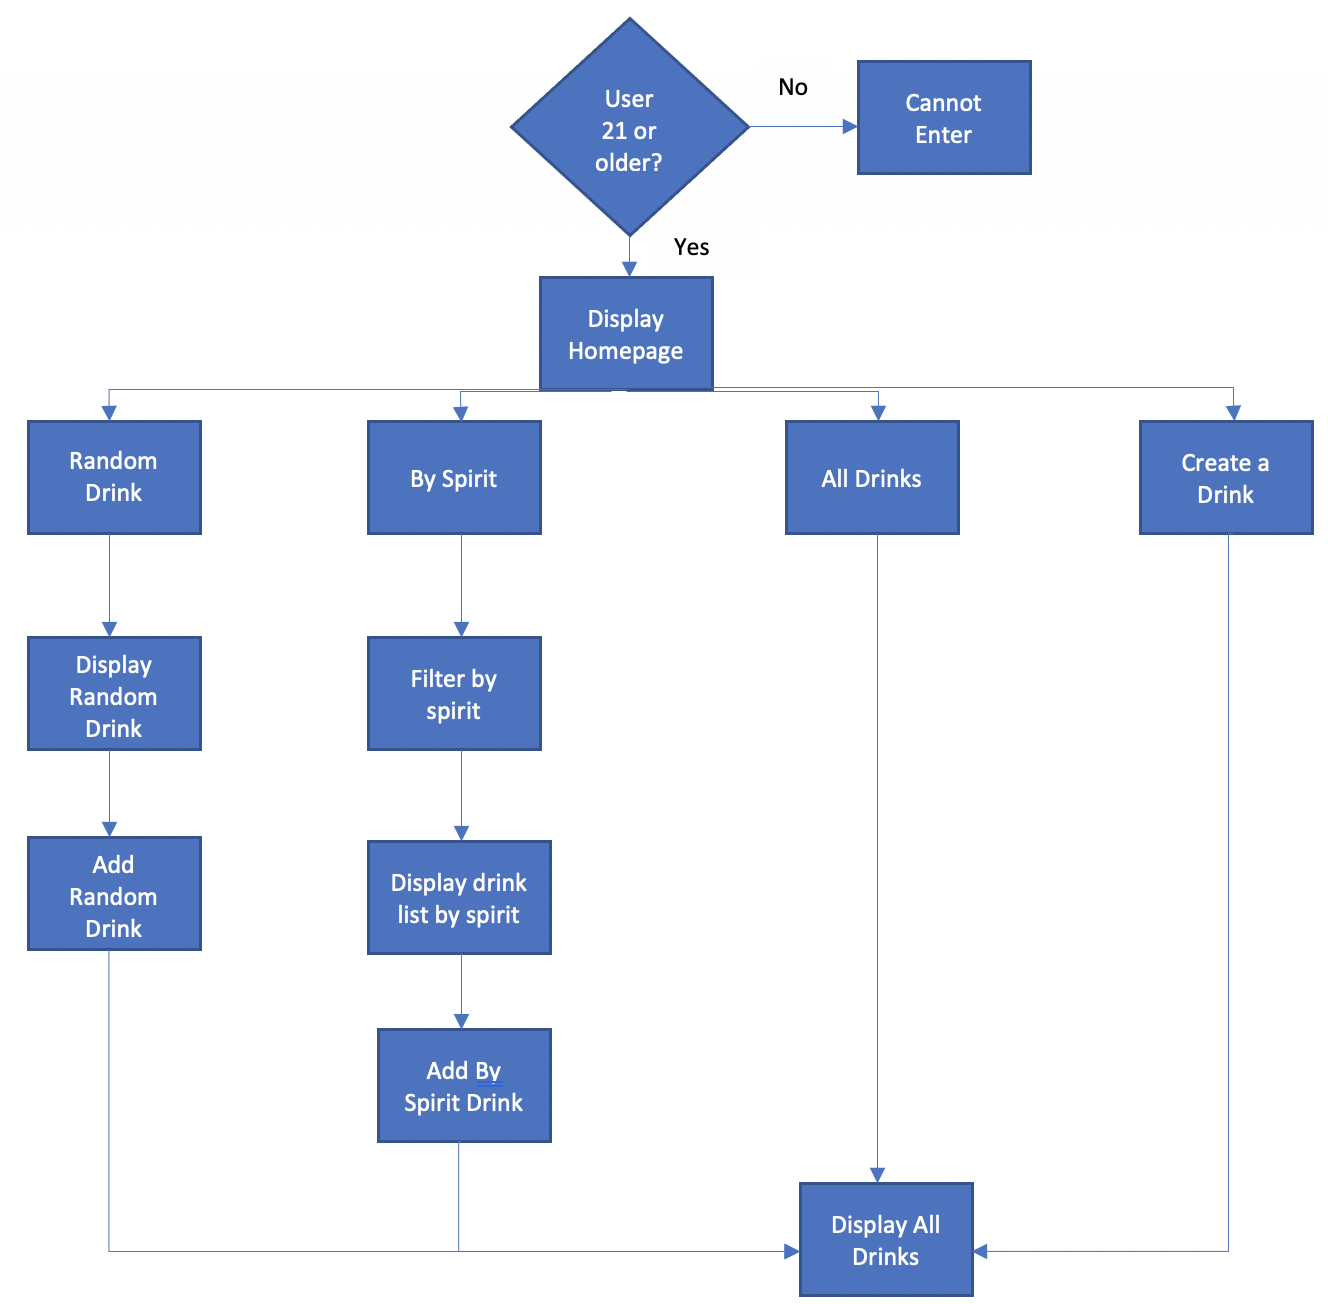 User
21 or
older?
No
Cannot
Enter
Yes
Display
Homepage
Random
Drink
By Spirit
All Drinks
Create a
Drink
Display
Random
Drink
Filter by
spirit
Add
Random
Drink
Display drink
list by spirit
Add By
Spirit Drink
Display All
Drinks